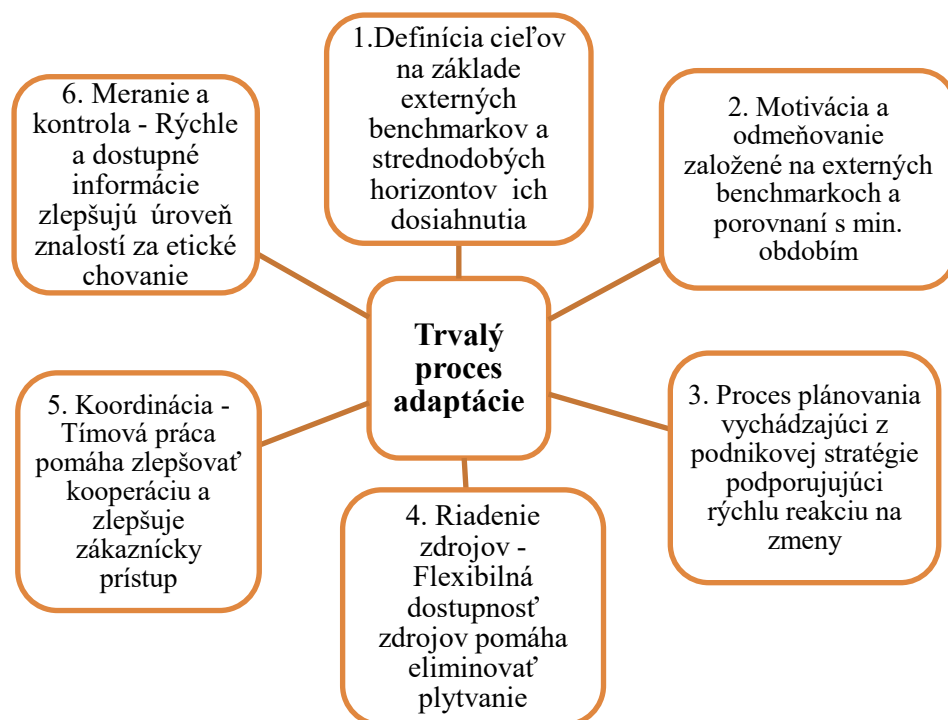 1.Definícia cieľov
na základe
externých
benchmarkov a
strednodobých
horizontov  ich
dosiahnutia
2. Motivácia a
odmeňovanie
založené na externých
benchmarkoch a
porovnaní s min.
obdobím
3. Proces plánovania
vychádzajúci z
podnikovej stratégie
podporujujúci
rýchlu reakciu na
zmeny
4. Riadenie
zdrojov -
Flexibilná
dostupnosť
zdrojov pomáha
eliminovať
plytvanie
5. Koordinácia -
Tímová práca
pomáha zlepšovať
kooperáciu a
zlepšuje
zákaznícky
prístup
6. Meranie a
kontrola - Rýchle
a dostupné
informácie
zlepšujú  úroveň
znalostí za etické
chovanie
Trvalý
proces
adaptácie